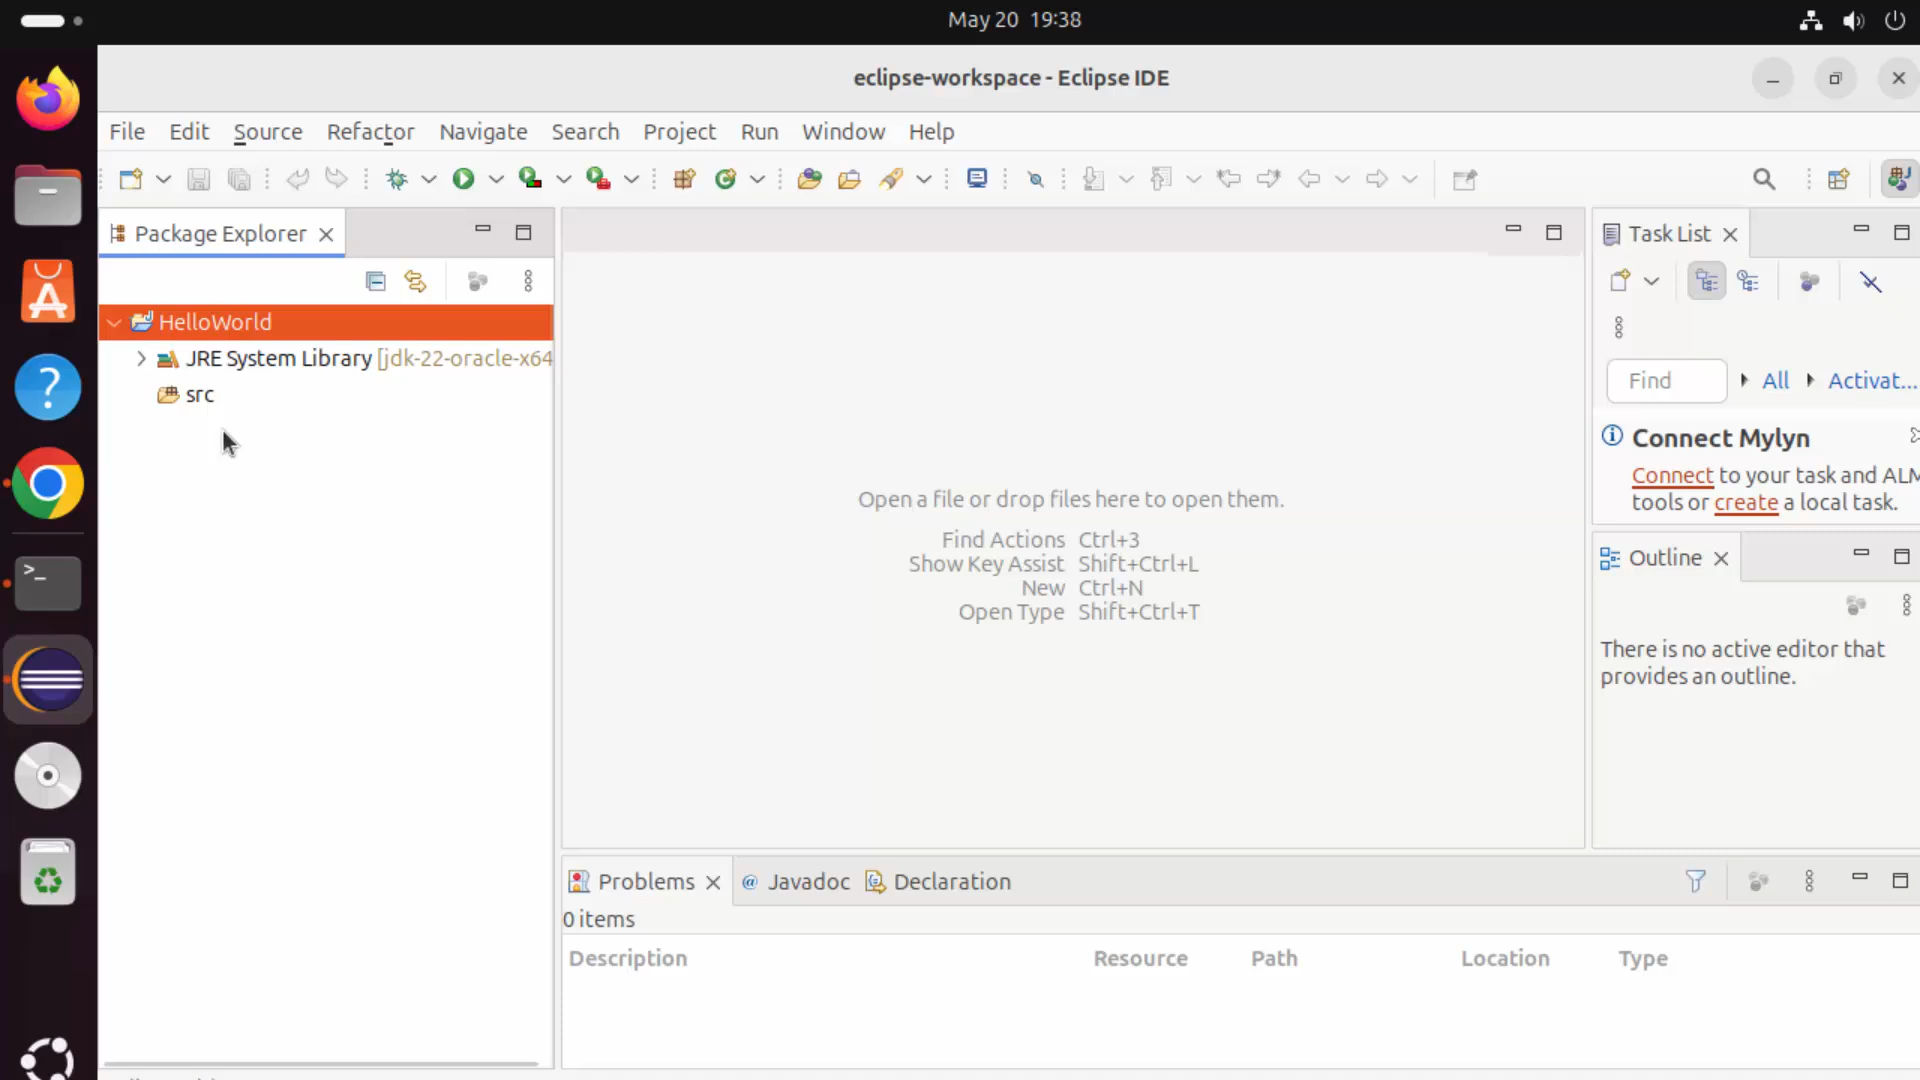 May 20 19:38
eclipse-workspace - Eclipse IDE
File Edit Source Refactor Navigate Search Project Run Window Help
Package Explorer
Task List
HelloWorld
JRE System Library [jdk-22-oracle-x64
src
Find All Activat...
Connect Mylyn
Connect to your task and ALM
tools or create a local task.
Open a file or drop files here to open them.
Find Actions Ctrl+3
Show Key Assist Shift+Ctrl+L
New Ctrl+N
Open Type Shift+Ctrl+T
Outline
There is no active editor that
provides an outline.
Problems Javadoc Declaration
0 items
Description Resource Path Location Type